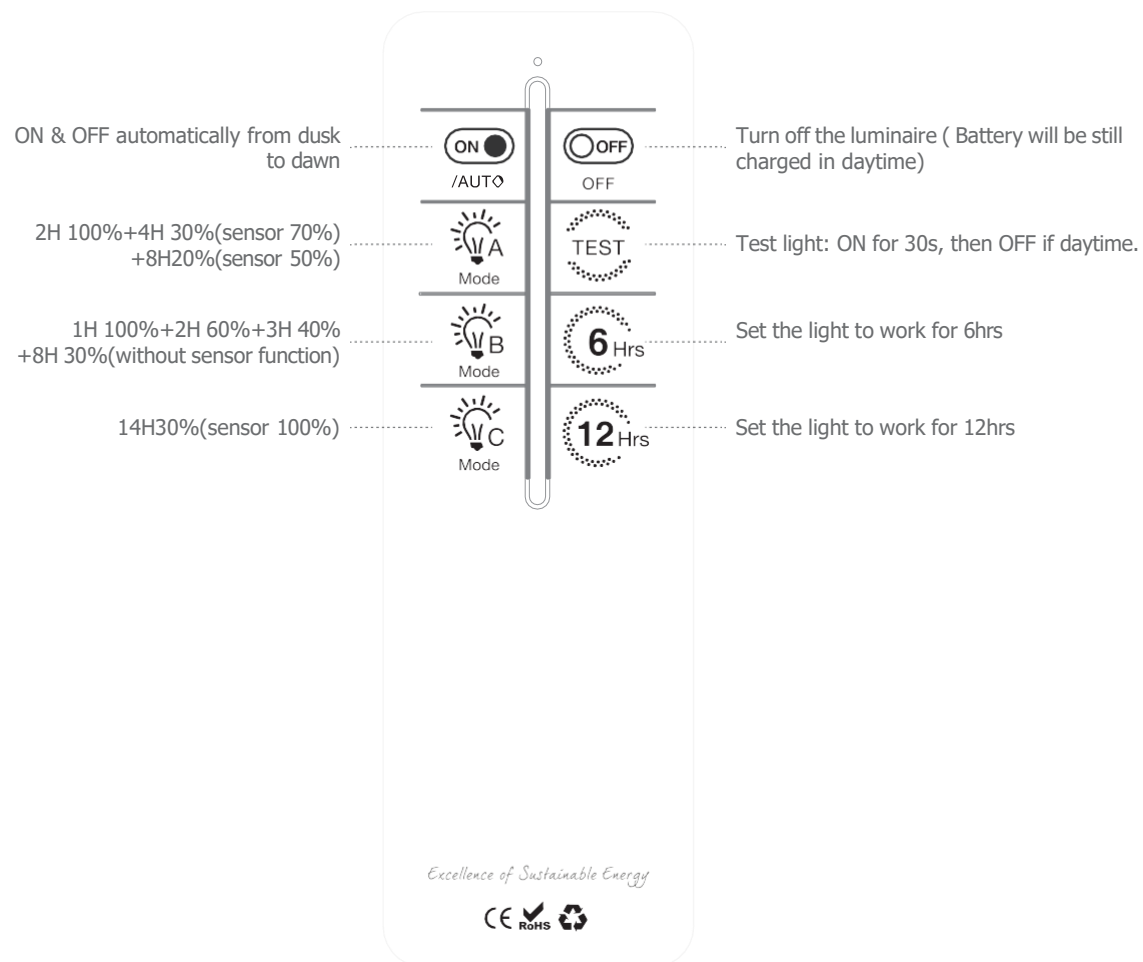 ON & OFF automatically from dusk
to dawn
ON
/AUTO
OFF
OFF
Turn off the luminaire ( Battery will be still
charged in daytime)
2H 100%+4H 30%(sensor 70%)
+8H20%(sensor 50%)
A
Mode
TEST
Test light: ON for 30s, then OFF if daytime.
1H 100%+2H 60%+3H 40%
+8H 30%(without sensor function)
B
Mode
6 Hrs
Set the light to work for 6hrs
14H30%(sensor 100%)
C
Mode
12 Hrs
Set the light to work for 12hrs
Excellence of Sustainable Energy
CE RoHS